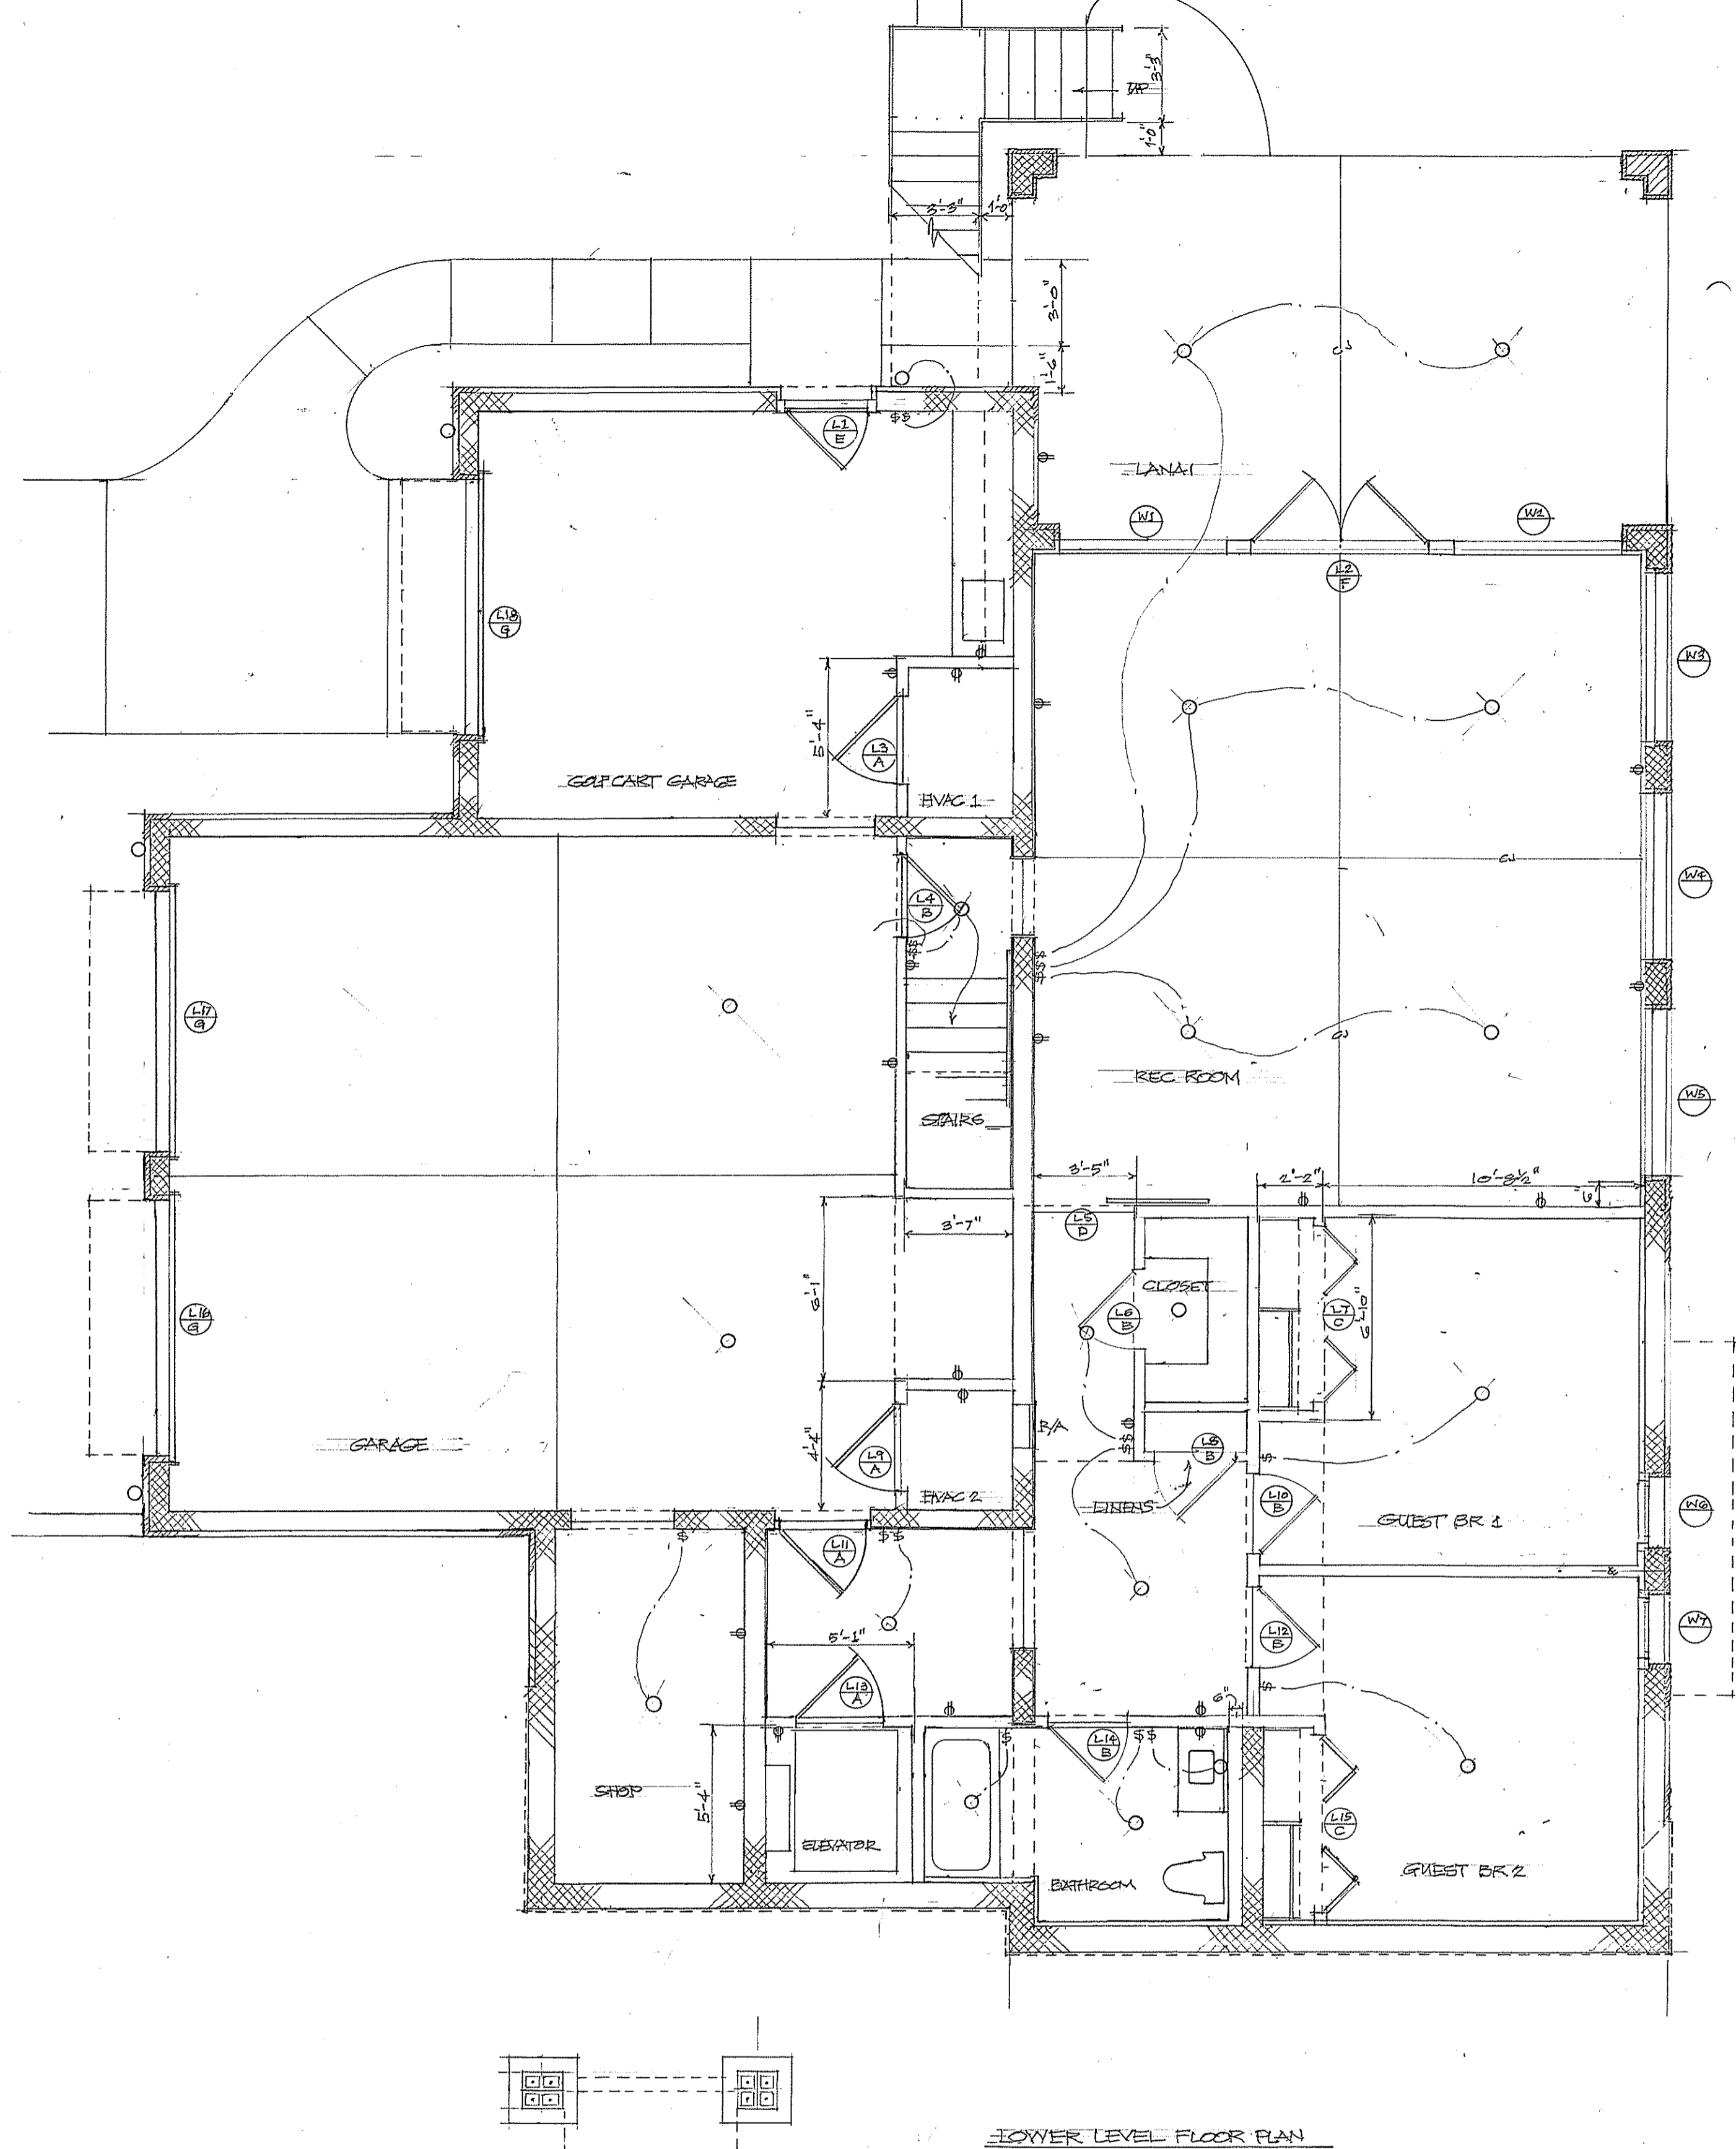 UP
3'-3"
1'-0"
3'-3"
1'-0"
3'-0"
1'-6"
L1
E
$$
LANAI
W1
W2
L2
F
L18
G
W3
5'-4"
L3
A
GOLF CART GARAGE
HVAC 1
W4
L4
B
$$
$$$
L17
G
REC ROOM
W5
STAIRS
3'-5"
2'-2"
10'-8½"
6"
3'-7"
L5
D
6'-1"
CLOSET
L6
B
L7
C
6'-10"
L16
G
R/A
$$
GARAGE
4'-4"
L9
A
L8
B
$
HVAC 2
LINENS
L10
B
GUEST BR 1
W6
$
$$
L11
A
5'-1"
L12
B
W7
L13
A
$
6"
$
L14
B
$$
SHOP
5'-4"
ELEVATOR
L15
C
BATHROOM
GUEST BR 2
LOWER LEVEL FLOOR PLAN